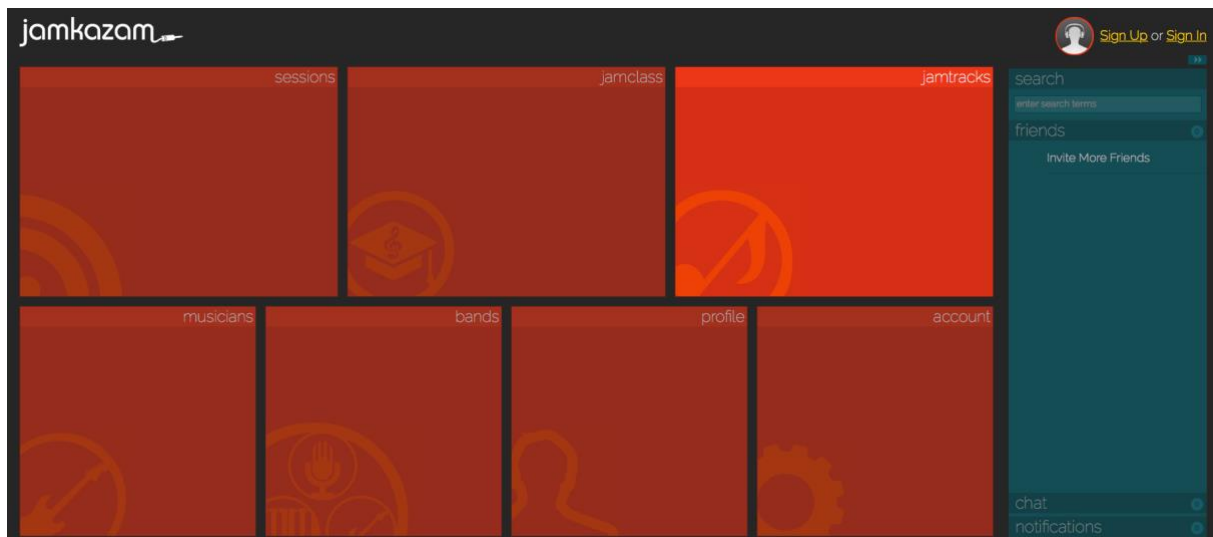 jamkazam
Sign Up or Sign In
sessions
jamclass
jamtracks
musicians
bands
profile
account
search
enter search terms
friends
Invite More Friends
chat
notifications